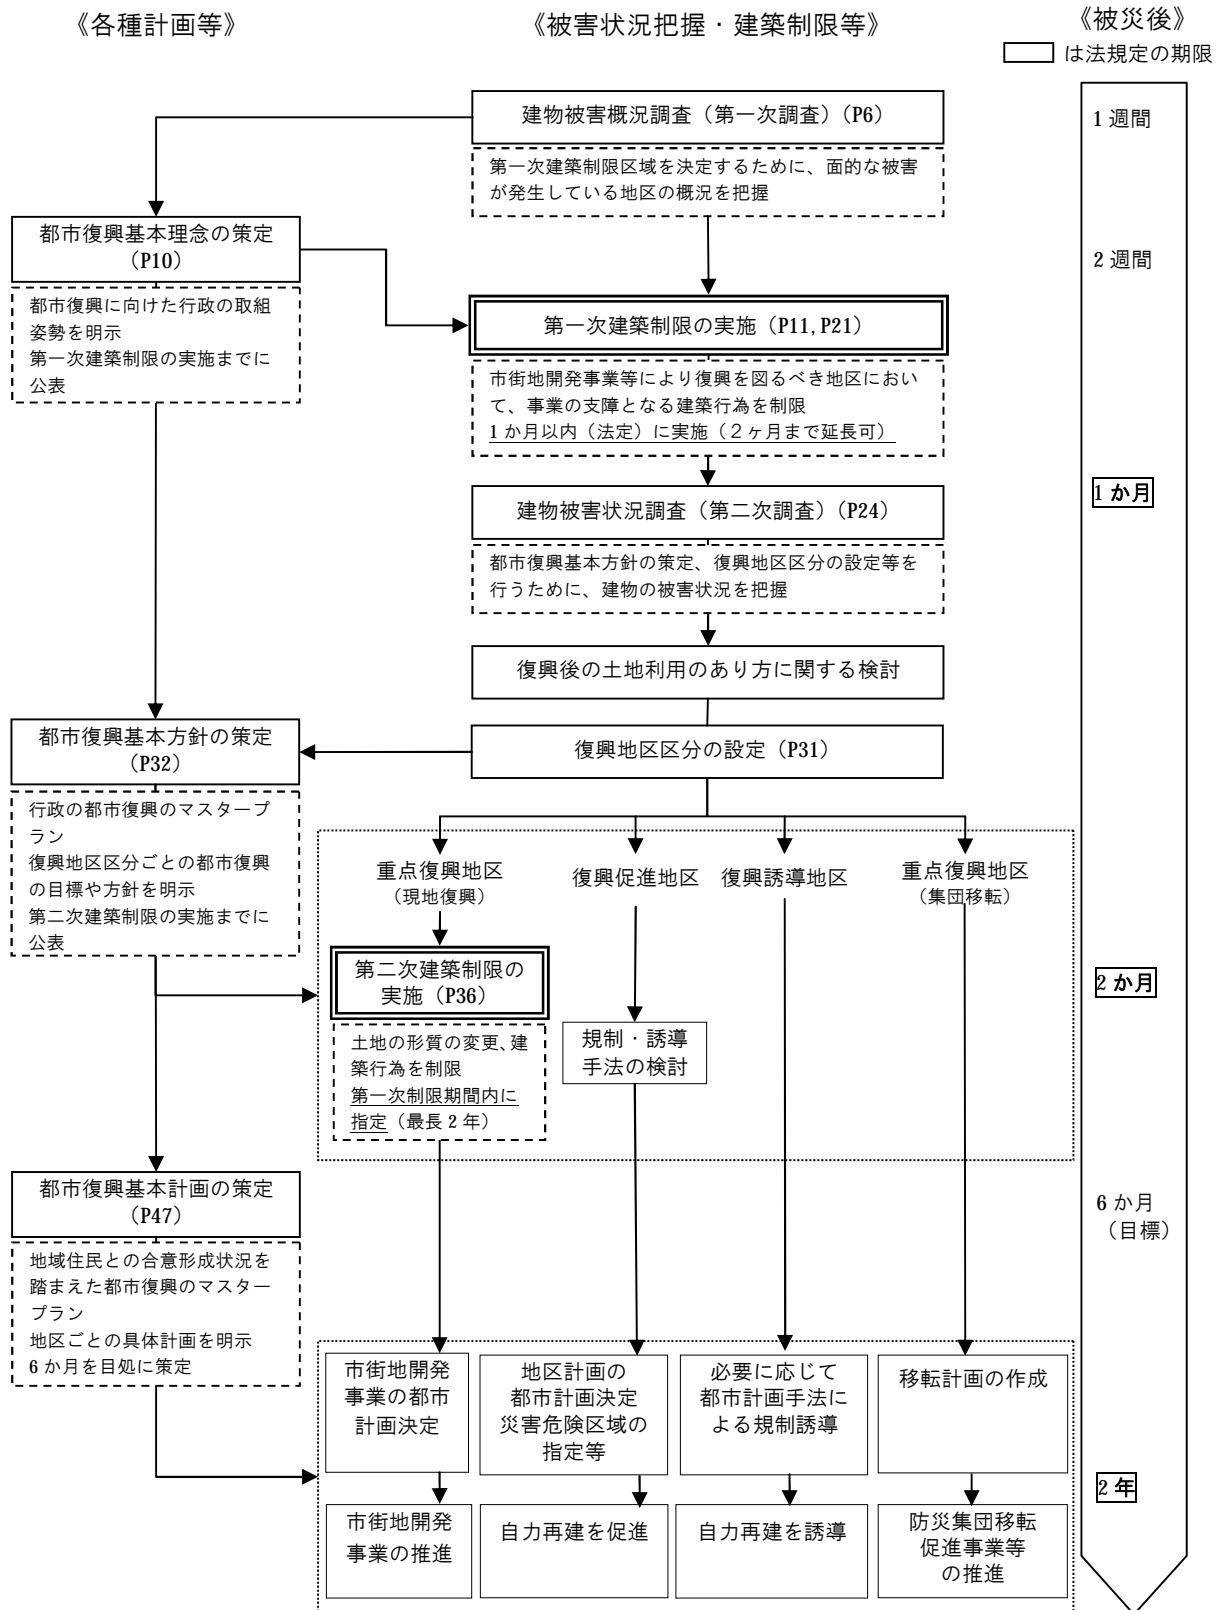 《各種計画等》
《被害状況把握・建築制限等》
《被災後》
は法規定の期限
建物被害概況調査（第一次調査）（P6）
1 週間
第一次建築制限区域を決定するために、面的な被害
が発生している地区の概況を把握
都市復興基本理念の策定
（P10）
2 週間
都市復興に向けた行政の取組
姿勢を明示
第一次建築制限の実施までに
公表
第一次建築制限の実施（P11, P21）
市街地開発事業等により復興を図るべき地区におい
て、事業の支障となる建築行為を制限
1 か月以内（法定）に実施（２ヶ月まで延長可）
1 か月
建物被害状況調査（第二次調査）（P24）
都市復興基本方針の策定、復興地区区分の設定等を
行うために、建物の被害状況を把握
復興後の土地利用のあり方に関する検討
都市復興基本方針の策定
（P32）
復興地区区分の設定（P31）
行政の都市復興のマスタープ
ラン
復興地区区分ごとの都市復興
の目標や方針を明示
第二次建築制限の実施までに
公表
重点復興地区
（現地復興）
復興促進地区
復興誘導地区
重点復興地区
（集団移転）
第二次建築制限の
実施（P36）
2 か月
土地の形質の変更、建
築行為を制限
第一次制限期間内に
指定（最長 2 年）
規制・誘導
手法の検討
都市復興基本計画の策定
（P47）
6 か月
（目標）
地域住民との合意形成状況を
踏まえた都市復興のマスター
プラン
地区ごとの具体計画を明示
6 か月を目処に策定
市街地開発
事業の都市
計画決定
地区計画の
都市計画決定
災害危険区域の
指定等
必要に応じて
都市計画手法に
よる規制誘導
移転計画の作成
2 年
市街地開発
事業の推進
自力再建を促進
自力再建を誘導
防災集団移転
促進事業等
の推進